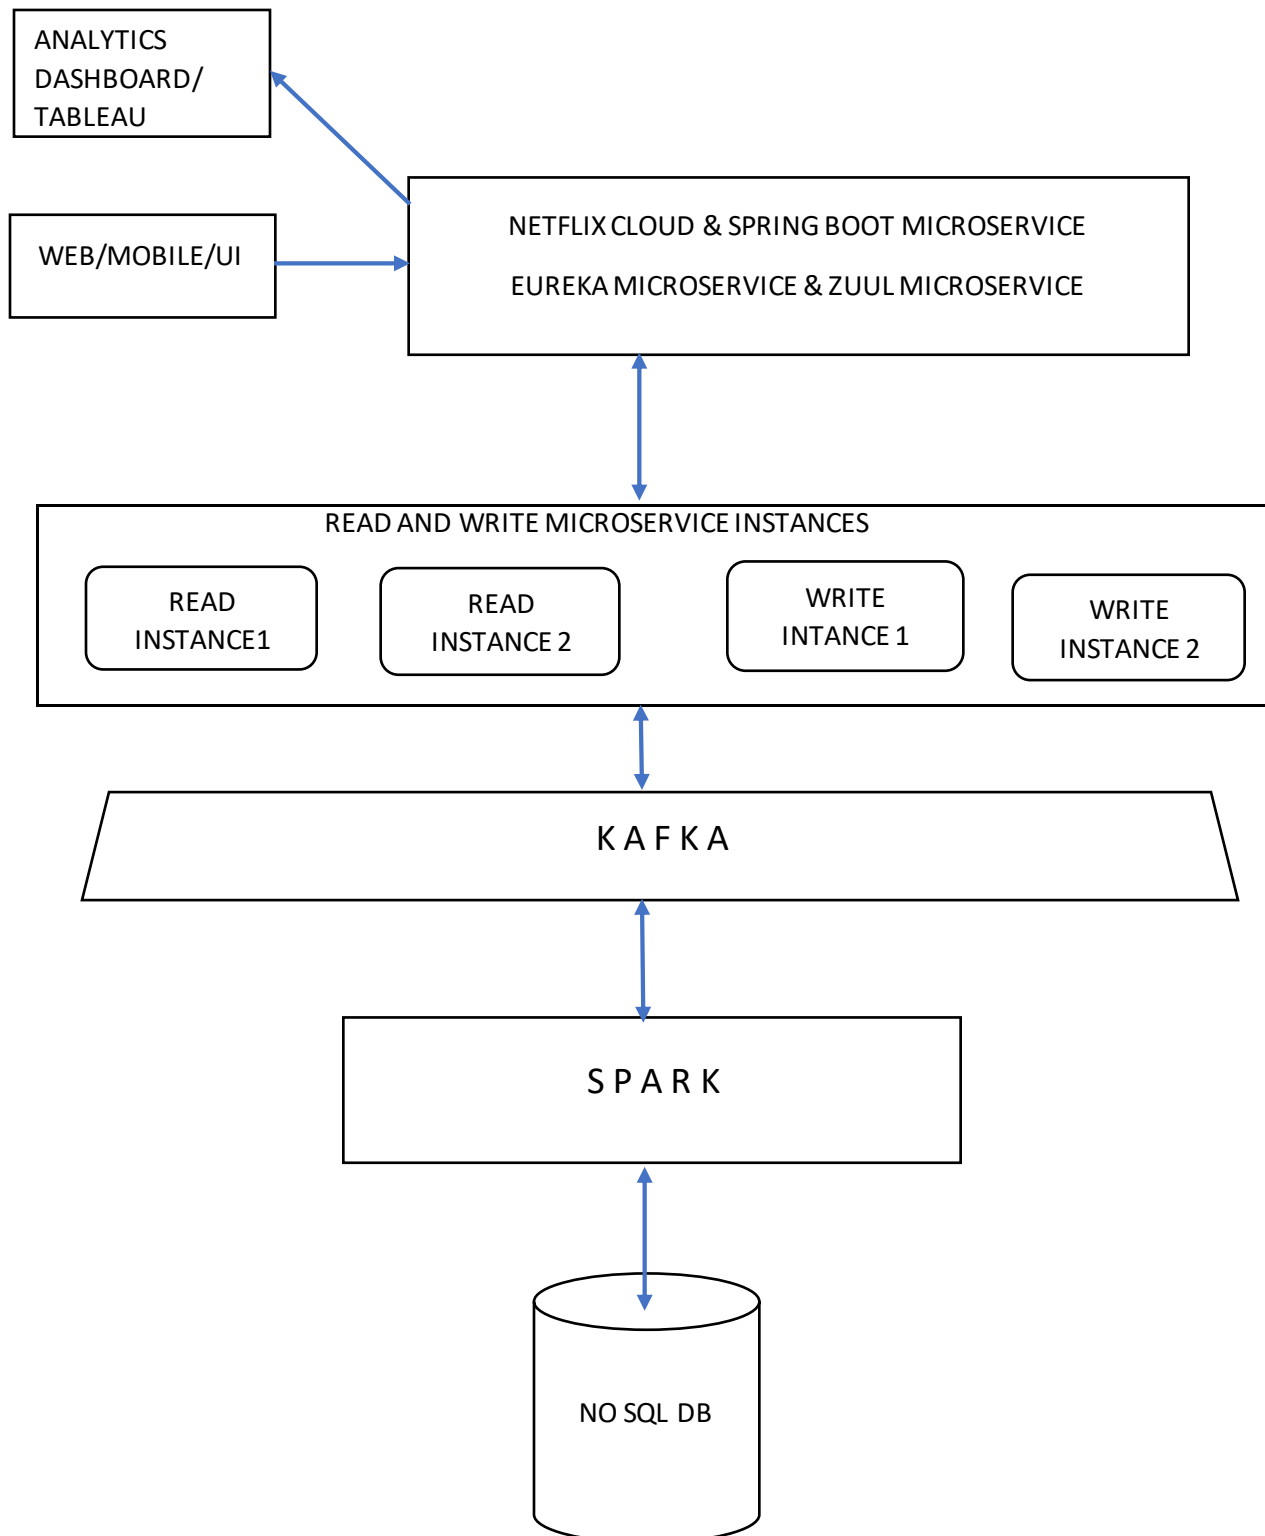 ANALYTICS
DASHBOARD/
TABLEAU
WEB/MOBILE/UI
NETFLIX CLOUD & SPRING BOOT MICROSERVICE
EUREKA MICROSERVICE & ZUUL MICROSERVICE
READ AND WRITE MICROSERVICE INSTANCES
READ
INSTANCE1
READ
INSTANCE 2
WRITE
INTANCE 1
WRITE
INSTANCE 2
K A F K A
S P A R K
NO SQL DB